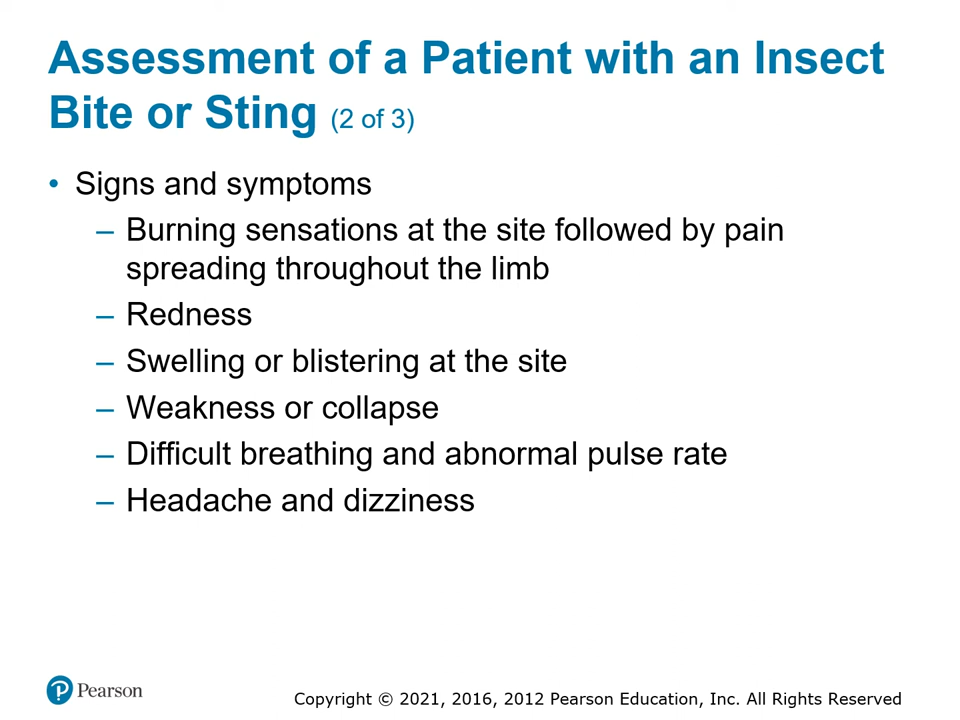 Assessment of a Patient with an Insect
Bite or Sting (2 of 3)
• Signs and symptoms
– Burning sensations at the site followed by pain
spreading throughout the limb
– Redness
– Swelling or blistering at the site
– Weakness or collapse
– Difficult breathing and abnormal pulse rate
– Headache and dizziness
P Pearson
Copyright © 2021, 2016, 2012 Pearson Education, Inc. All Rights Reserved